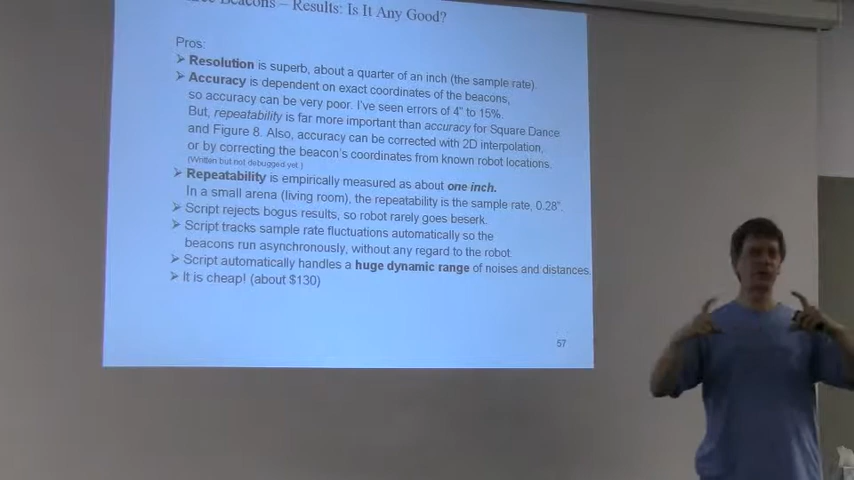 Beacons – Results: Is It Any Good?
Pros:
➢ Resolution is superb, about a quarter of an inch (the sample rate).
➢ Accuracy is dependent on exact coordinates of the beacons,
so accuracy can be very poor. I've seen errors of 4" to 15%.
But, repeatability is far more important than accuracy for Square Dance
and Figure 8. Also, accuracy can be corrected with 2D interpolation,
or by correcting the beacon's coordinates from known robot locations.
(Written but not debugged yet.)
➢ Repeatability is empirically measured as about one inch.
In a small arena (living room), the repeatability is the sample rate, 0.28".
➢ Script rejects bogus results, so robot rarely goes beserk.
➢ Script tracks sample rate fluctuations automatically so the
beacons run asynchronously, without any regard to the robot.
➢ Script automatically handles a huge dynamic range of noises and distances.
➢ It is cheap! (about $130)
57